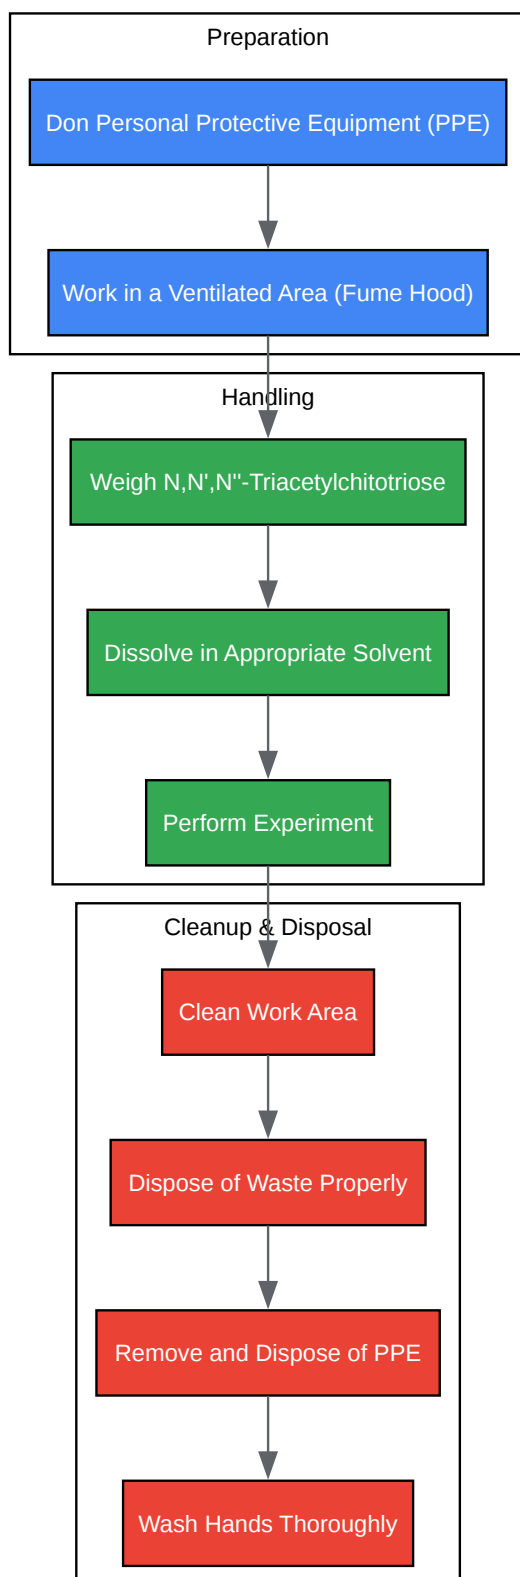 Preparation
Don Personal Protective Equipment (PPE)
Work in a Ventilated Area (Fume Hood)
Handling
Weigh N,N',N''-Triacetylchitotriose
Dissolve in Appropriate Solvent
Perform Experiment
Cleanup & Disposal
Clean Work Area
Dispose of Waste Properly
Remove and Dispose of PPE
Wash Hands Thoroughly